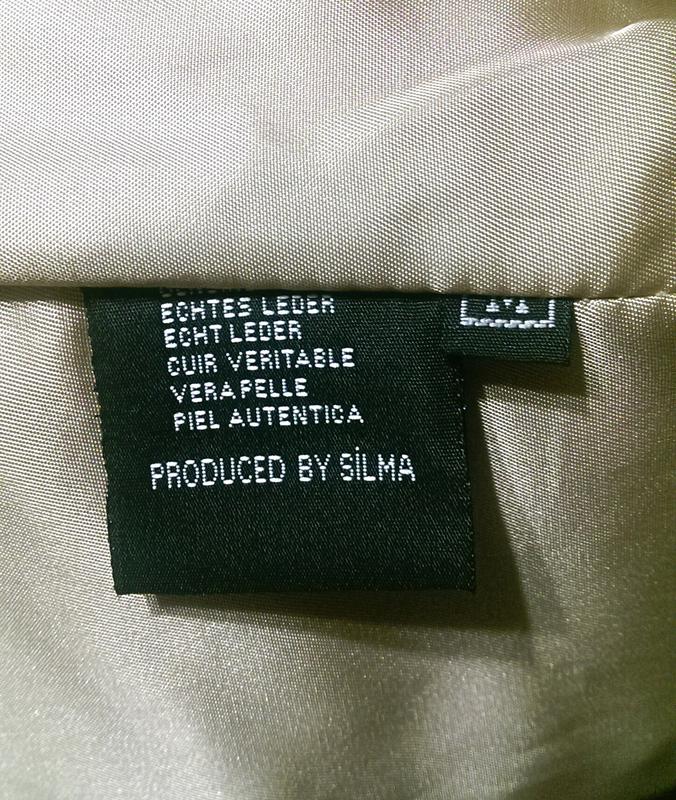 ECHTES LEDER
ECHT LEDER
CUIR VERITABLE
VERA PELLE
PIEL AUTENTICA
PRODUCED BY SİLMA
M